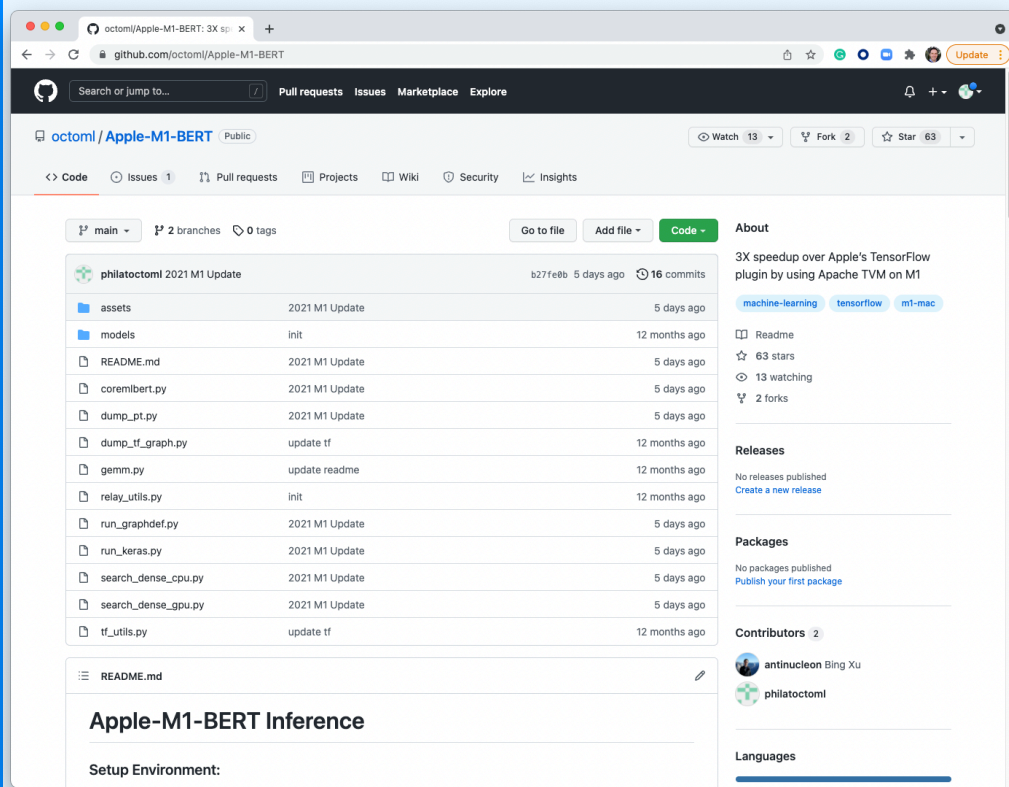 octoml/Apple-M1-BERT: 3X spe
github.com/octoml/Apple-M1-BERT
Update
Search or jump to...
/
Pull requests Issues Marketplace Explore
octoml / Apple-M1-BERT Public
Watch 13 Fork 2 Star 63
Code Issues 1 Pull requests Projects Wiki Security Insights
main 2 branches 0 tags Go to file Add file Code
philatoctoml 2021 M1 Update b27fe0b 5 days ago 16 commits
assets 2021 M1 Update 5 days ago
models init 12 months ago
README.md 2021 M1 Update 5 days ago
coremlbert.py 2021 M1 Update 5 days ago
dump_pt.py 2021 M1 Update 5 days ago
dump_tf_graph.py update tf 12 months ago
gemm.py update readme 12 months ago
relay_utils.py init 12 months ago
run_graphdef.py 2021 M1 Update 5 days ago
run_keras.py 2021 M1 Update 5 days ago
search_dense_cpu.py 2021 M1 Update 5 days ago
search_dense_gpu.py 2021 M1 Update 5 days ago
tf_utils.py update tf 12 months ago
README.md
Apple-M1-BERT Inference
Setup Environment:
About
3X speedup over Apple's TensorFlow
plugin by using Apache TVM on M1
machine-learning tensorflow m1-mac
Readme
63 stars
13 watching
2 forks
Releases
No releases published
Create a new release
Packages
No packages published
Publish your first package
Contributors 2
antinucleon Bing Xu
philatoctoml
Languages